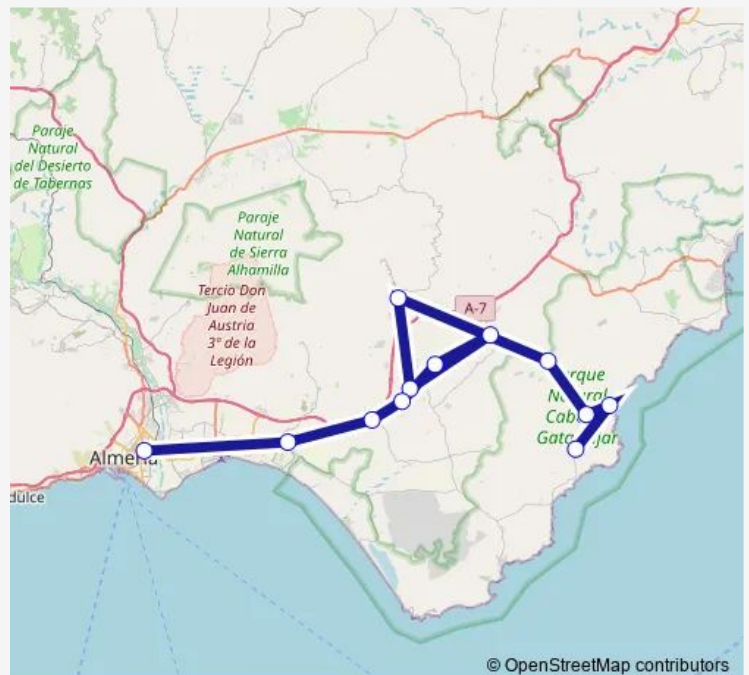 Paraje
Natural
del Desierto
de Tabernas
Paraje
Natural
de Sierra
Alhamilla
Tercio Don
Juan de
Austria
3º de la
Legión
A-7
Almería
dulce
© OpenStreetMap contributors